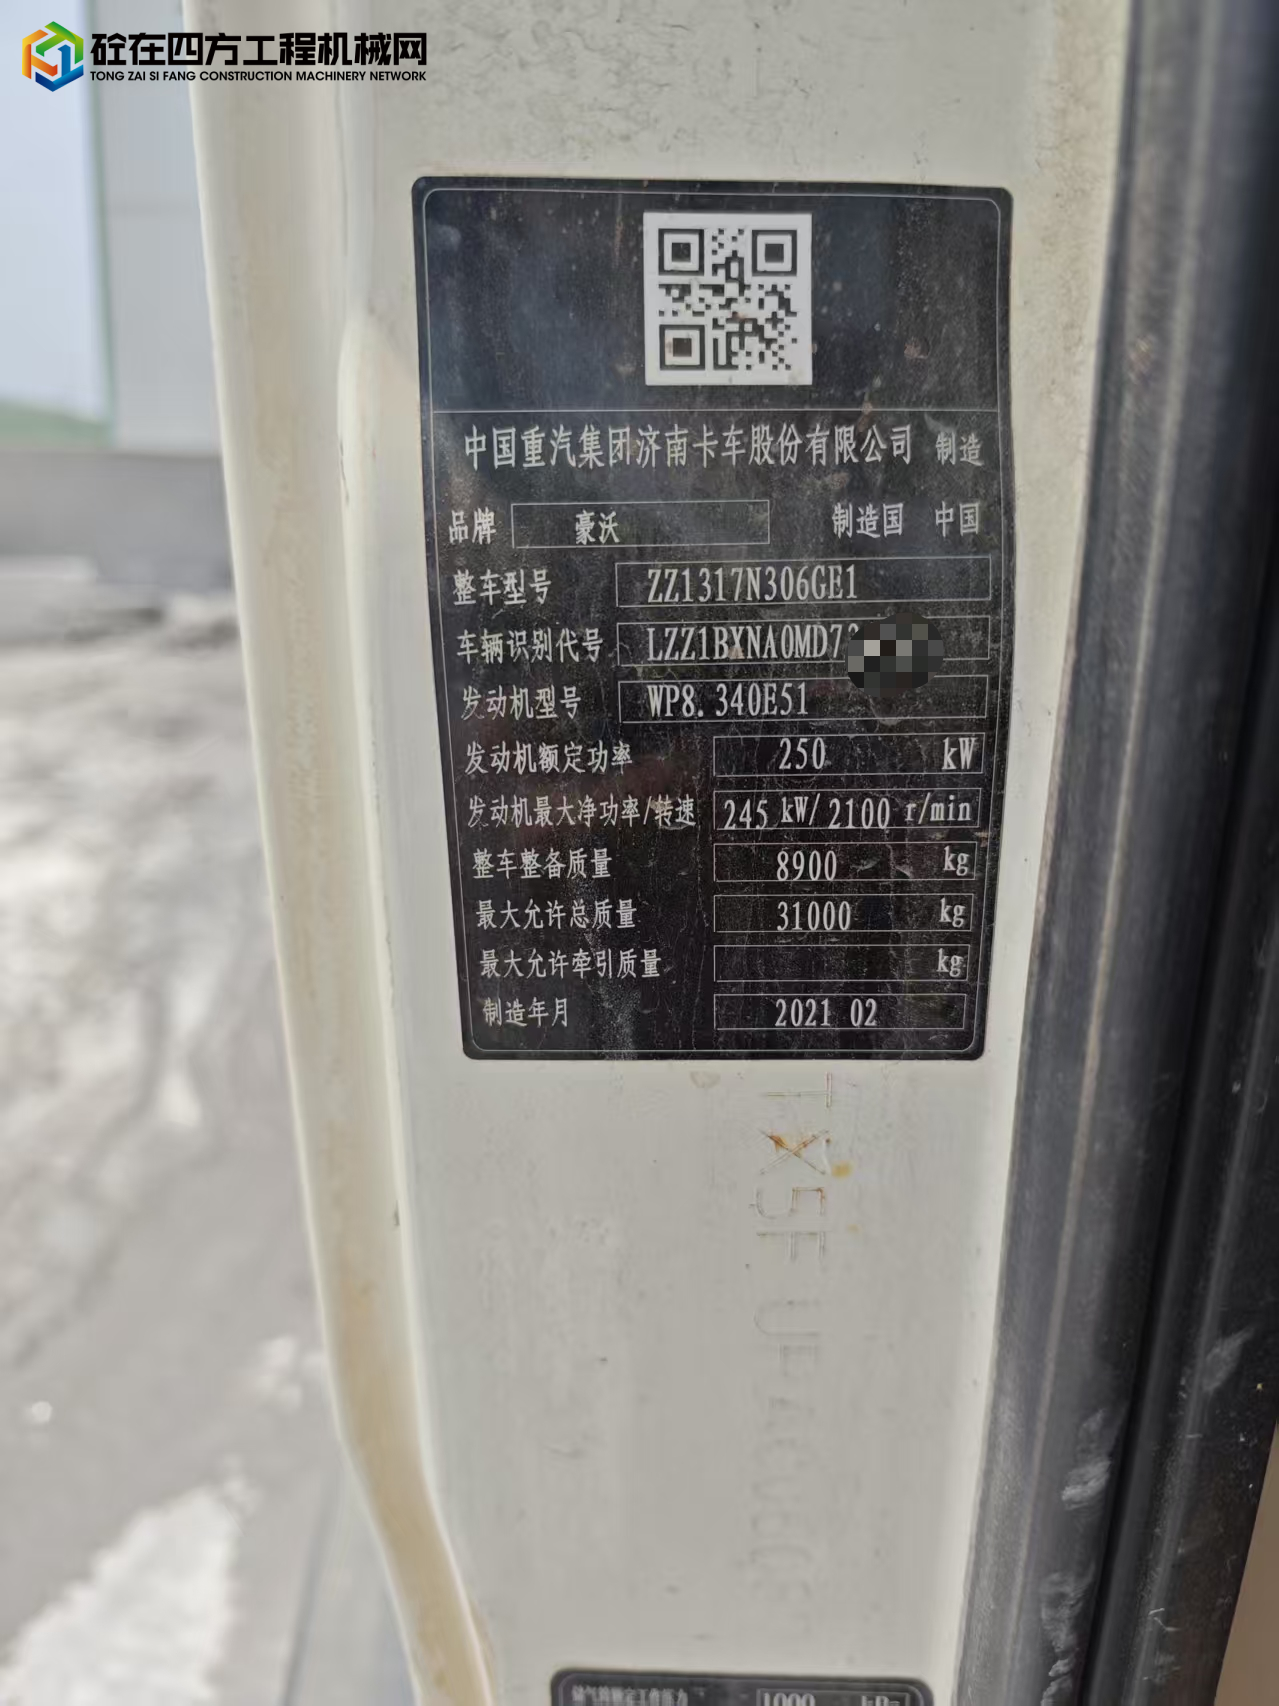 砼在四方工程机械网
TONG ZAI SI FANG CONSTRUCTION MACHINERY NETWORK
中国重汽集团济南卡车股份有限公司 制造
品牌 豪沃 制造国 中国
整车型号 ZZ1317N306GE1
车辆识别代号 LZZ1BXNA0MD7
发动机型号 WP8.340E51
发动机额定功率 250 kW
发动机最大净功率/转速 245 kW/2100 r/min
整车整备质量 8900 kg
最大允许总质量 31000 kg
最大允许牵引质量 kg
制造年月 2021 02
TX5F